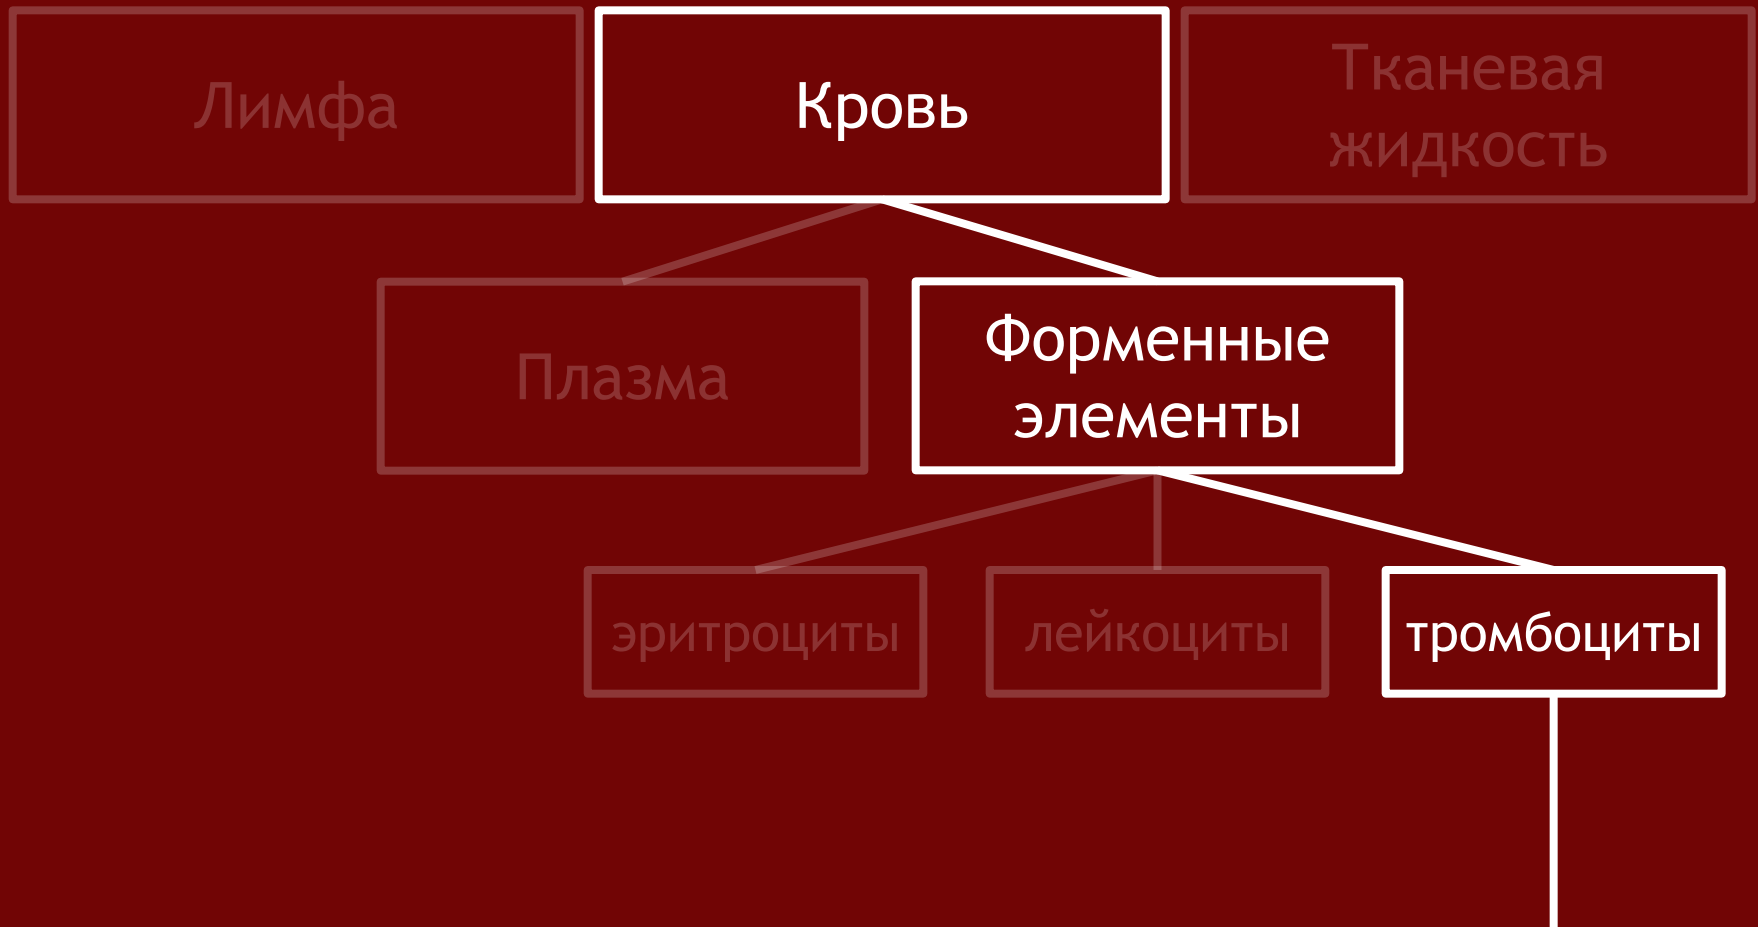 Лимфа
Кровь
Тканевая
жидкость
Плазма
Форменные
элементы
эритроциты
лейкоциты
тромбоциты